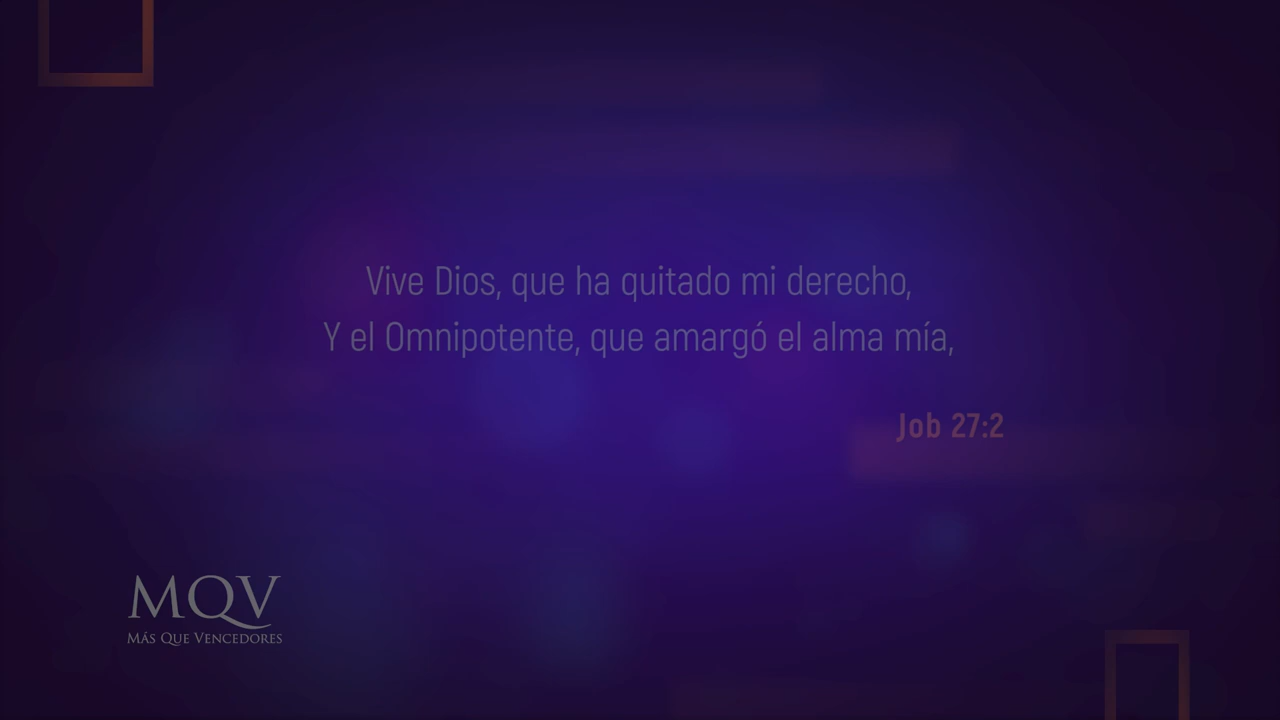 Vive Dios, que ha quitado mi derecho,
Y el Omnipotente, que amargó el alma mía,
Job 27:2
MQV
Más Que Vencedores